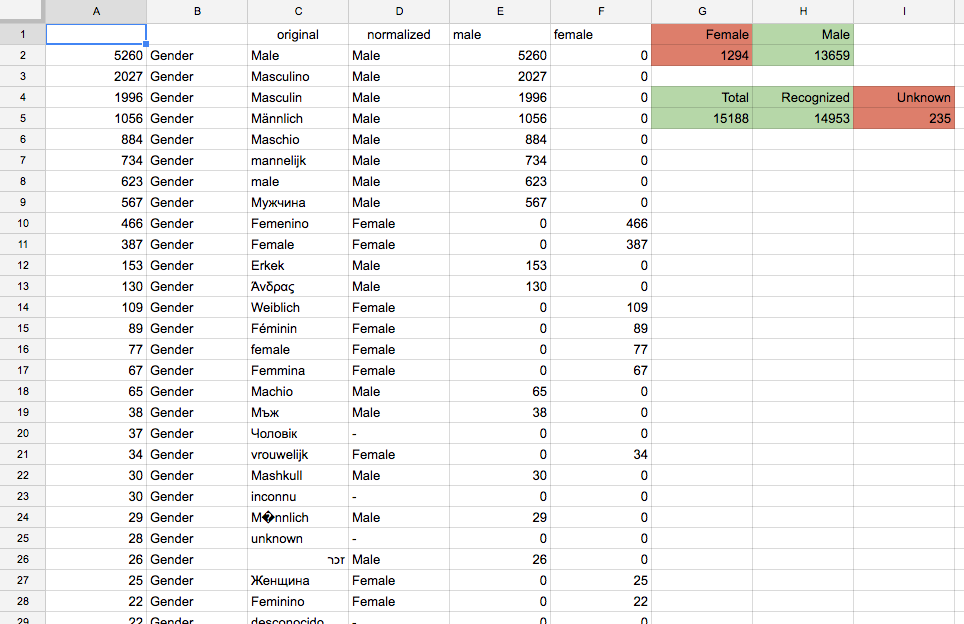 A B C D E F G H I
1 original normalized male female Female Male
2 5260 Gender Male Male 5260 0 1294 13659
3 2027 Gender Masculino Male 2027 0
4 1996 Gender Masculin Male 1996 0 Total Recognized Unknown
5 1056 Gender Männlich Male 1056 0 15188 14953 235
6 884 Gender Maschio Male 884 0
7 734 Gender mannelijk Male 734 0
8 623 Gender male Male 623 0
9 567 Gender Мужчина Male 567 0
10 466 Gender Femenino Female 0 466
11 387 Gender Female Female 0 387
12 153 Gender Erkek Male 153 0
13 130 Gender Άνδρας Male 130 0
14 109 Gender Weiblich Female 0 109
15 89 Gender Féminin Female 0 89
16 77 Gender female Female 0 77
17 67 Gender Femmina Female 0 67
18 65 Gender Machio Male 65 0
19 38 Gender Мъж Male 38 0
20 37 Gender Чоловік - 0 0
21 34 Gender vrouwelijk Female 0 34
22 30 Gender Mashkull Male 30 0
23 30 Gender inconnu - 0 0
24 29 Gender M�nnlich Male 29 0
25 28 Gender unknown - 0 0
26 26 Gender זכר Male 26 0
27 25 Gender Женщина Female 0 25
28 22 Gender Feminino Female 0 22
29 22 Gender desconocido - 0 0